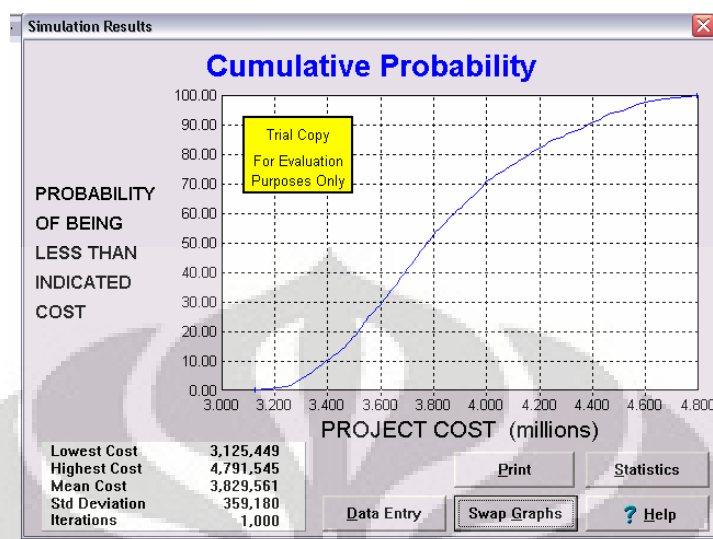 Simulation Results
Cumulative Probability
100.00
90.00
80.00
70.00
60.00
50.00
40.00
30.00
20.00
10.00
0.00
Trial Copy
For Evaluation
Purposes Only
PROBABILITY
OF BEING
LESS THAN
INDICATED
COST
3.000 3.200 3.400 3.600 3.800 4.000 4.200 4.400 4.600 4.800
PROJECT COST (millions)
Lowest Cost 3,125,449
Highest Cost 4,791,545
Mean Cost 3,829,561
Std Deviation 359,180
Iterations 1,000
Print
Statistics
Data Entry
Swap Graphs
? Help